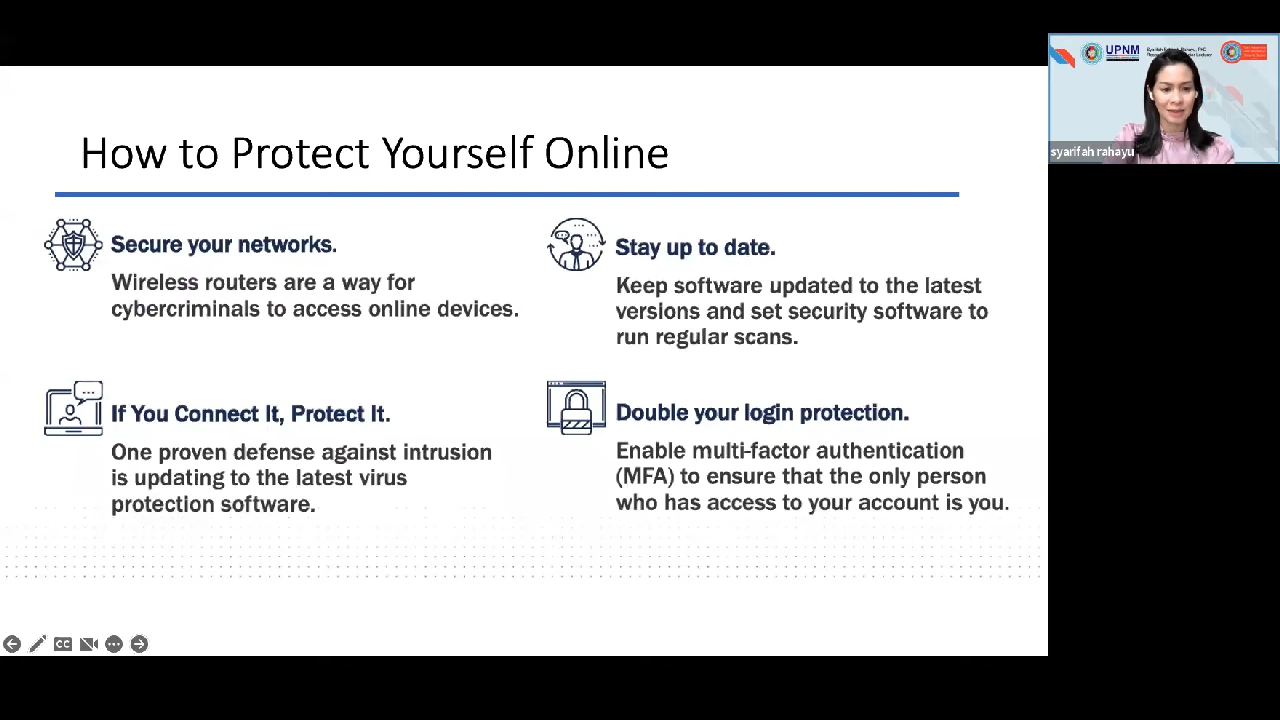 How to Protect Yourself Online
Secure your networks.
Wireless routers are a way for
cybercriminals to access online devices.
Stay up to date.
Keep software updated to the latest
versions and set security software to
run regular scans.
If You Connect It, Protect It.
One proven defense against intrusion
is updating to the latest virus
protection software.
Double your login protection.
Enable multi-factor authentication
(MFA) to ensure that the only person
who has access to your account is you.
CC
UPNM
syarifah rahayu